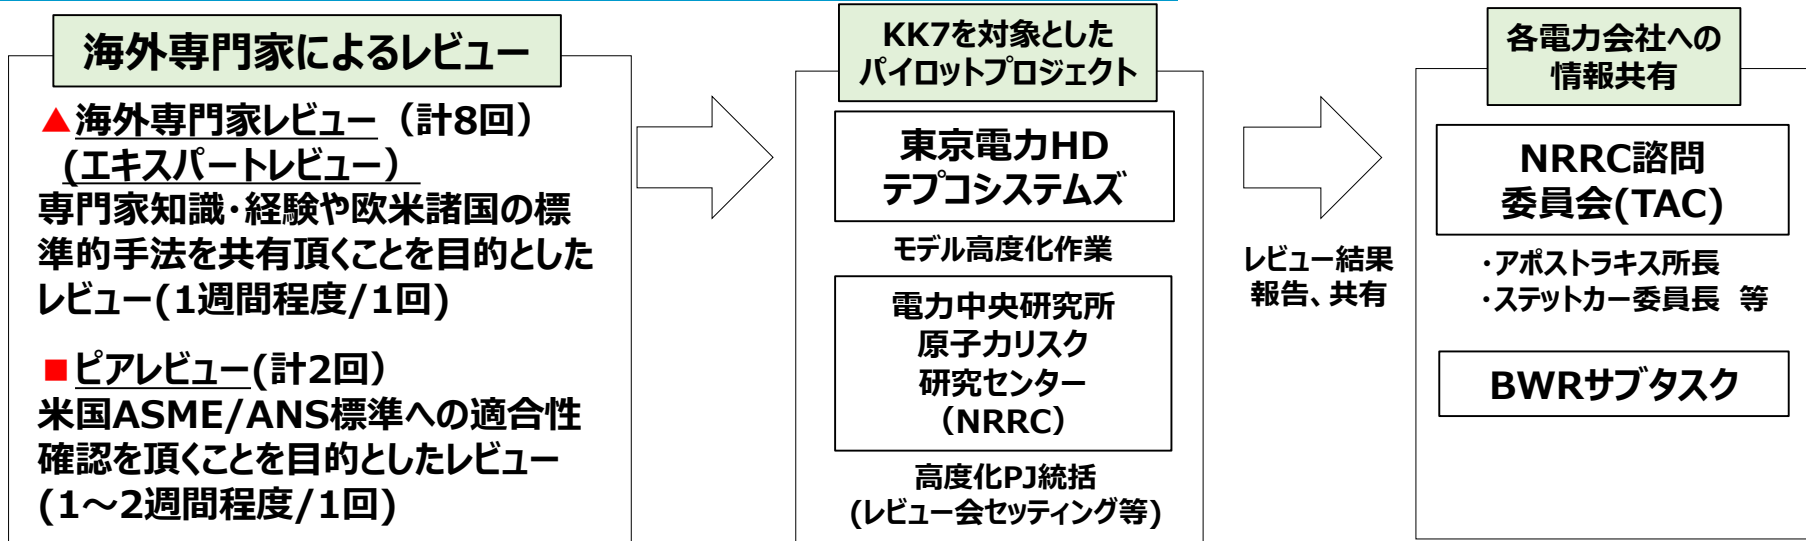 海外専門家によるレビュー
▲海外専門家レビュー（計8回）
(エキスパートレビュー）
専門家知識・経験や欧米諸国の標
準的手法を共有頂くことを目的とした
レビュー(1週間程度/1回)
■ピアレビュー(計2回）
米国ASME/ANS標準への適合性
確認を頂くことを目的としたレビュー
(1～2週間程度/1回)
KK7を対象とした
パイロットプロジェクト
東京電力HD
テプコシステムズ
モデル高度化作業
電力中央研究所
原子力リスク
研究センター
（NRRC）
高度化PJ統括
(レビュー会セッティング等)
レビュー結果
報告、共有
各電力会社への
情報共有
NRRC諮問
委員会(TAC)
・アポストラキス所長
・ステットカー委員長　等
BWRサブタスク